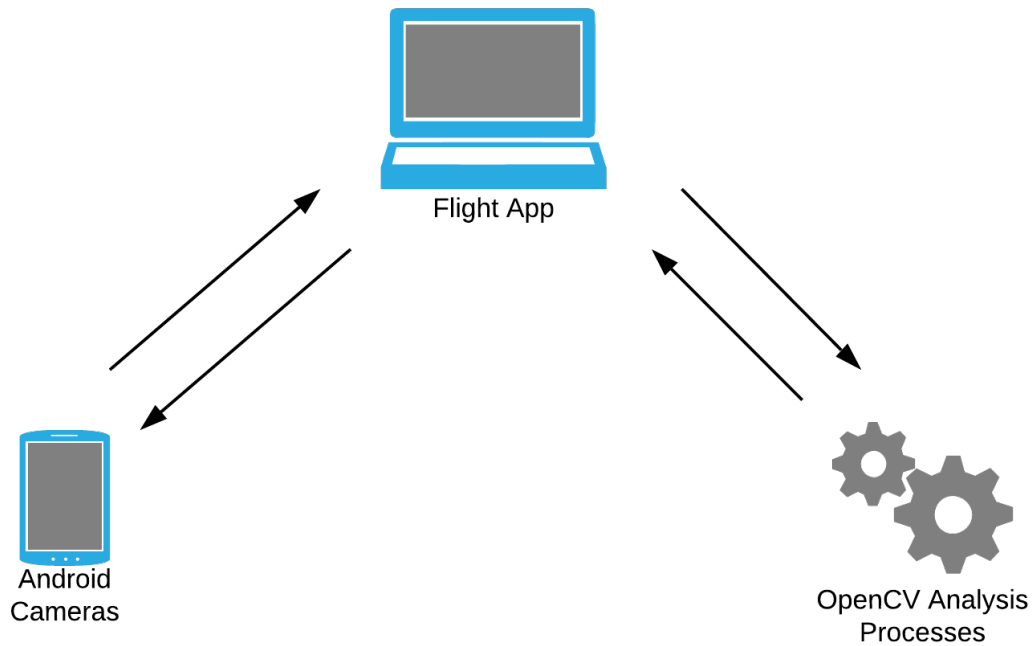 Flight App
Android
Cameras
OpenCV Analysis
Processes